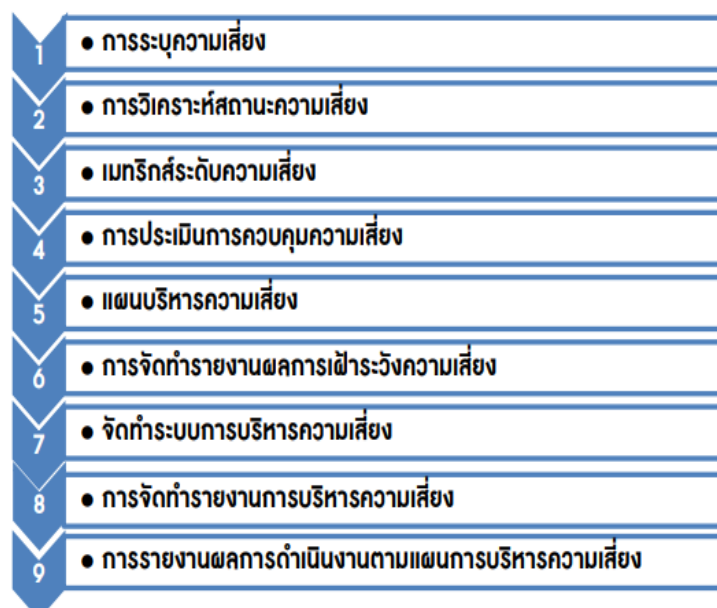 1 ● การระบุความเสี่ยง
2 ● การวิเคราะห์สถานะความเสี่ยง
3 ● เมทริกส์ระดับความเสี่ยง
4 ● การประเมินการควบคุมความเสี่ยง
5 ● แผนบริหารความเสี่ยง
6 ● การจัดทำรายงานผลการเฝ้าระวังความเสี่ยง
7 ● จัดทำระบบการบริหารความเสี่ยง
8 ● การจัดทำรายงานการบริหารความเสี่ยง
9 ● การรายงานผลการดำเนินงานตามแผนการบริหารความเสี่ยง